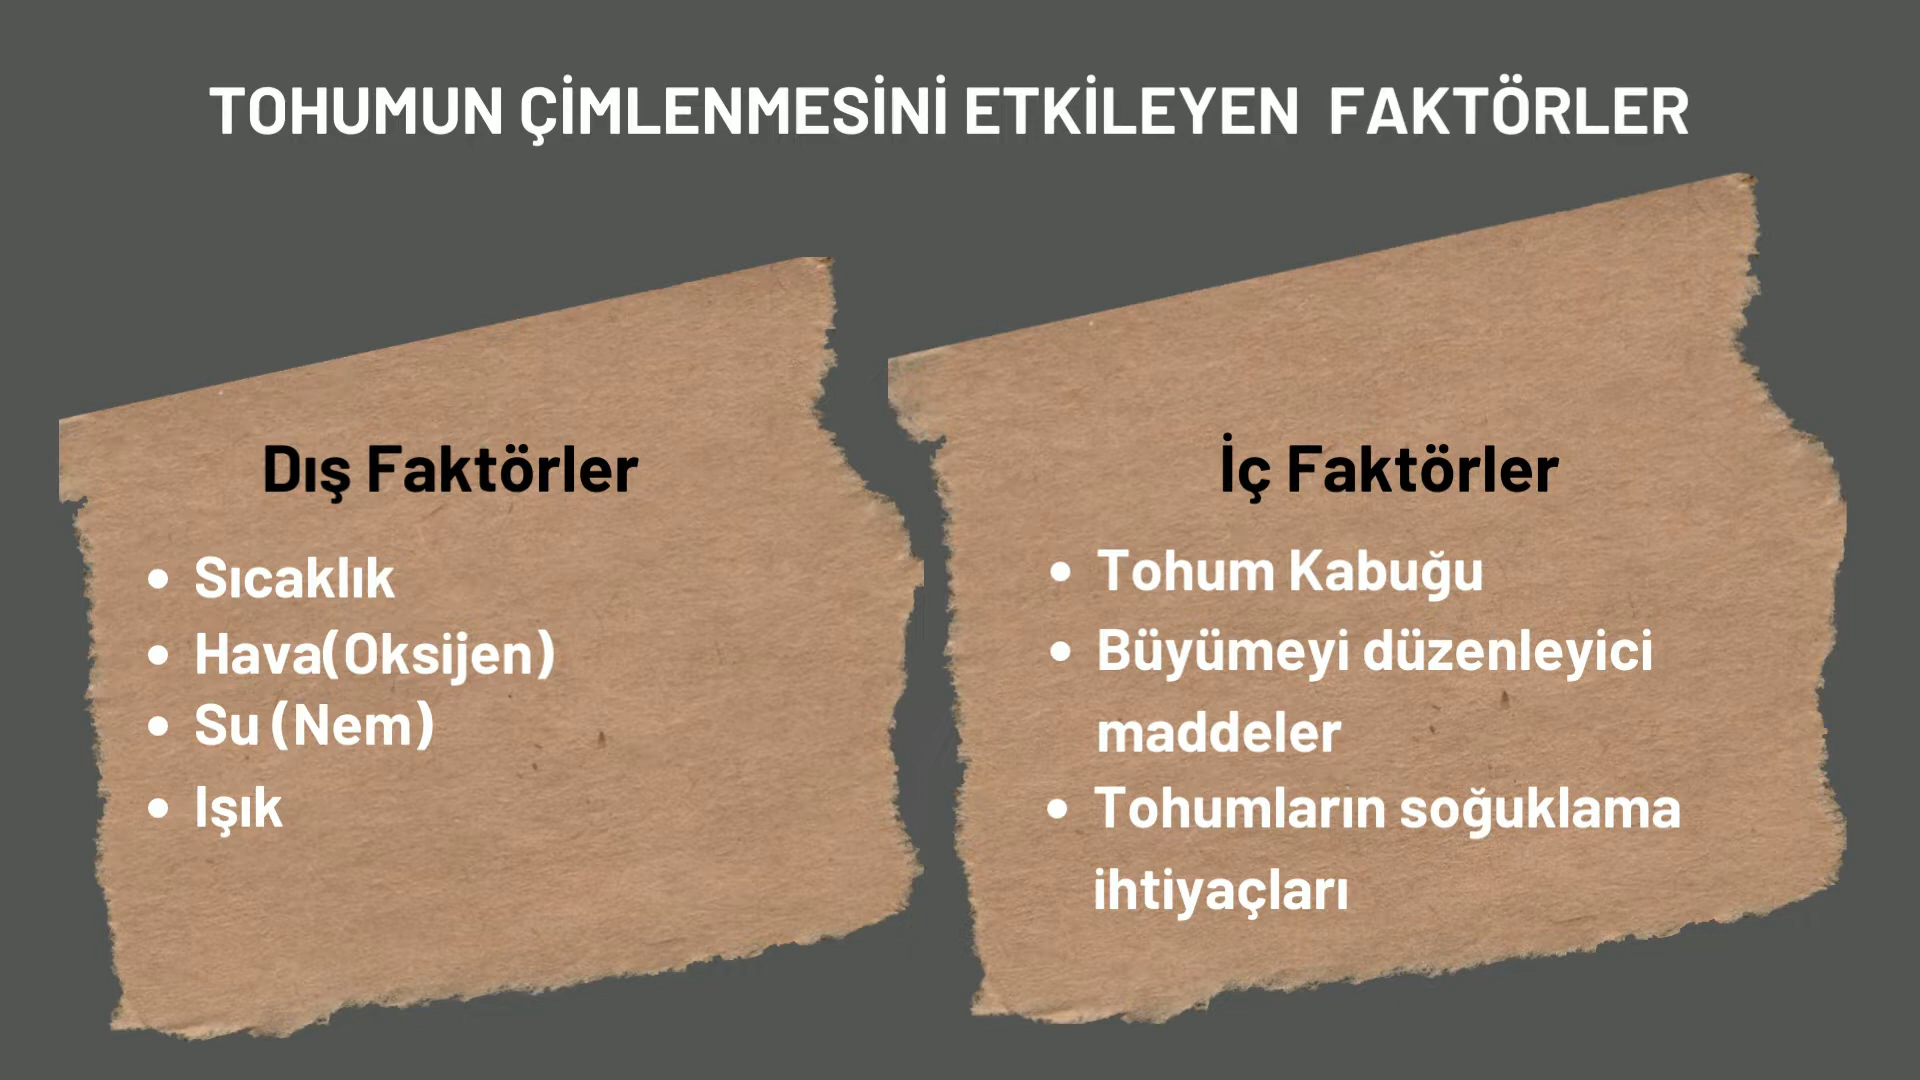 TOHUMUN ÇİMLENMESİNİ ETKİLEYEN FAKTÖRLER
Dış Faktörler
• Sıcaklık
• Hava(Oksijen)
• Su (Nem)
• Işık
İç Faktörler
• Tohum Kabuğu
• Büyümeyi düzenleyici
maddeler
• Tohumların soğuklama
ihtiyaçları